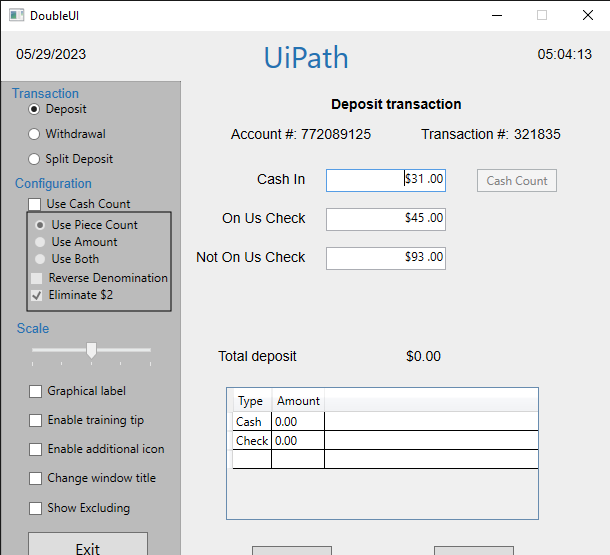 DoubleUI
05/29/2023
UiPath
05:04:13
Transaction
Deposit
Withdrawal
Split Deposit
Configuration
Use Cash Count
Use Piece Count
Use Amount
Use Both
Reverse Denomination
Eliminate $2
Scale
Graphical label
Enable training tip
Enable additional icon
Change window title
Show Excluding
Exit
Deposit transaction
Account #: 772089125 Transaction #: 321835
Cash In $31 .00 Cash Count
On Us Check $45 .00
Not On Us Check $93 .00
Total deposit $0.00
Type Amount
Cash 0.00
Check 0.00